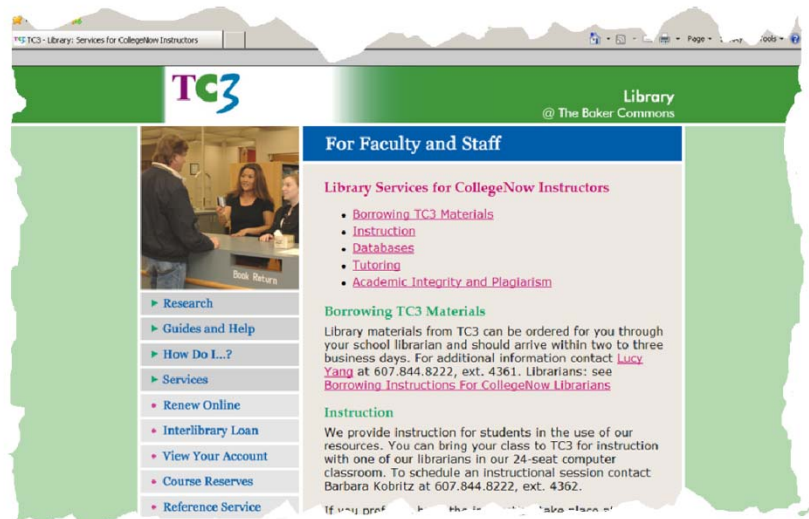 TC3 - Library: Services for CollegeNow Instructors
Page
TC3
Library
@ The Baker Commons
Book Return
Research
Guides and Help
How Do I...?
Services
Renew Online
Interlibrary Loan
View Your Account
Course Reserves
Reference Service
For Faculty and Staff
Library Services for CollegeNow Instructors
Borrowing TC3 Materials
Instruction
Databases
Tutoring
Academic Integrity and Plagiarism
Borrowing TC3 Materials
Library materials from TC3 can be ordered for you through
your school librarian and should arrive within two to three
business days. For additional information contact Lucy
Yang at 607.844.8222, ext. 4361. Librarians: see
Borrowing Instructions For CollegeNow Librarians
Instruction
We provide instruction for students in the use of our
resources. You can bring your class to TC3 for instruction
with one of our librarians in our 24-seat computer
classroom. To schedule an instructional session contact
Barbara Kobritz at 607.844.8222, ext. 4362.
If you take place